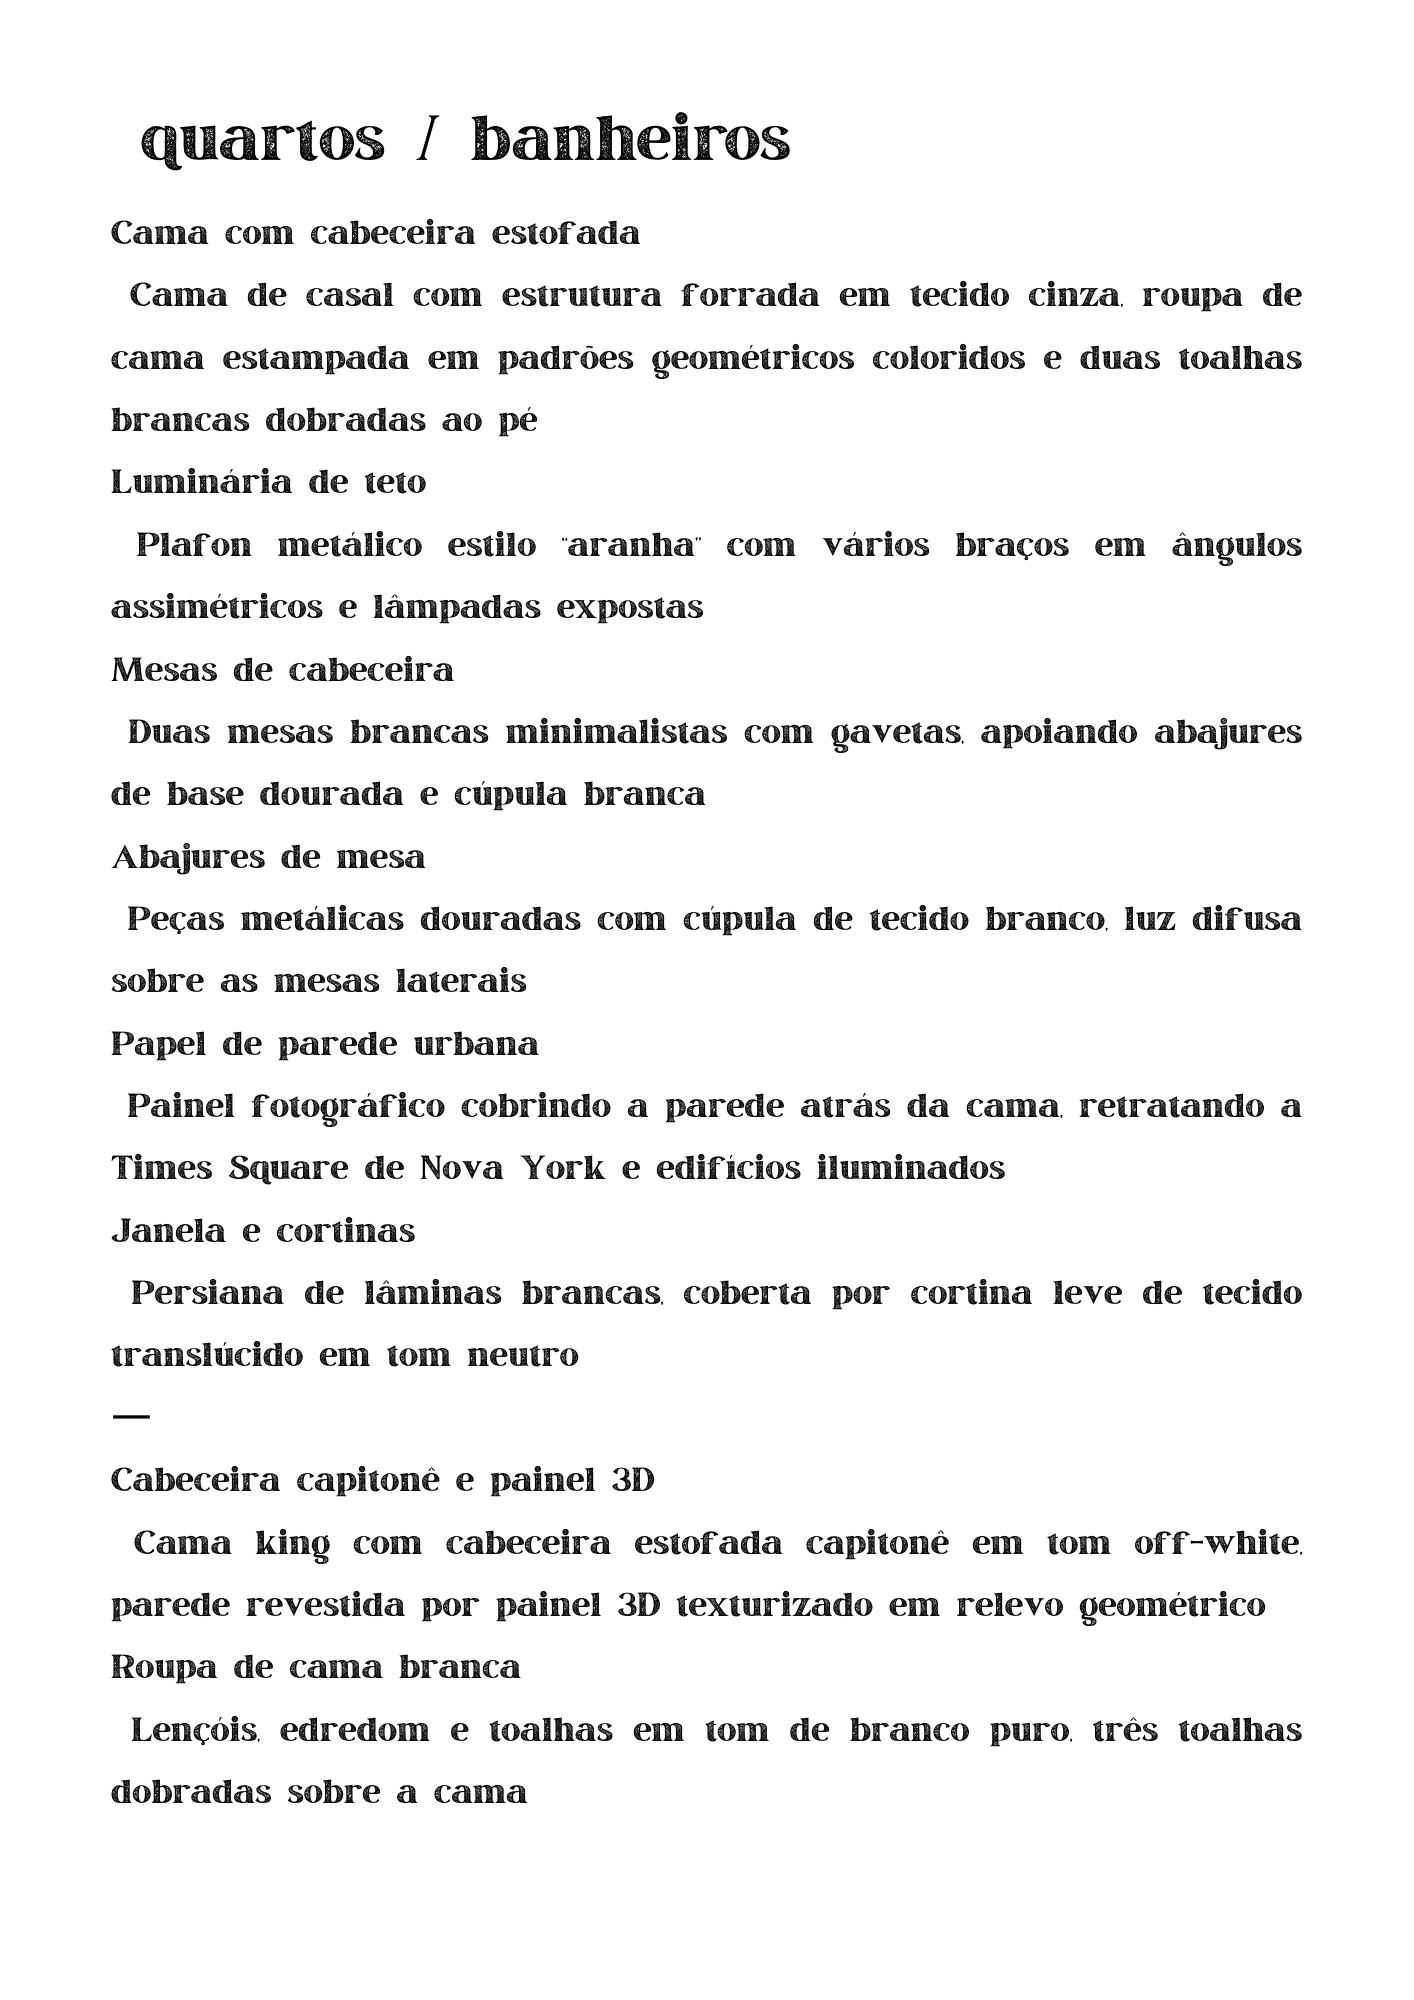 quartos / banheiros
Cama com cabeceira estofada
Cama de casal com estrutura forrada em tecido cinza, roupa de
cama estampada em padrões geométricos coloridos e duas toalhas
brancas dobradas ao pé
Luminária de teto
Plafon metálico estilo “aranha” com vários braços em ângulos
assimétricos e lâmpadas expostas
Mesas de cabeceira
Duas mesas brancas minimalistas com gavetas, apoiando abajures
de base dourada e cúpula branca
Abajures de mesa
Peças metálicas douradas com cúpula de tecido branco, luz difusa
sobre as mesas laterais
Papel de parede urbana
Painel fotográfico cobrindo a parede atrás da cama, retratando a
Times Square de Nova York e edifícios iluminados
Janela e cortinas
Persiana de lâminas brancas, coberta por cortina leve de tecido
translúcido em tom neutro
—
Cabeceira capitonê e painel 3D
Cama king com cabeceira estofada capitonê em tom off-white,
parede revestida por painel 3D texturizado em relevo geométrico
Roupa de cama branca
Lençóis, edredom e toalhas em tom de branco puro, três toalhas
dobradas sobre a cama